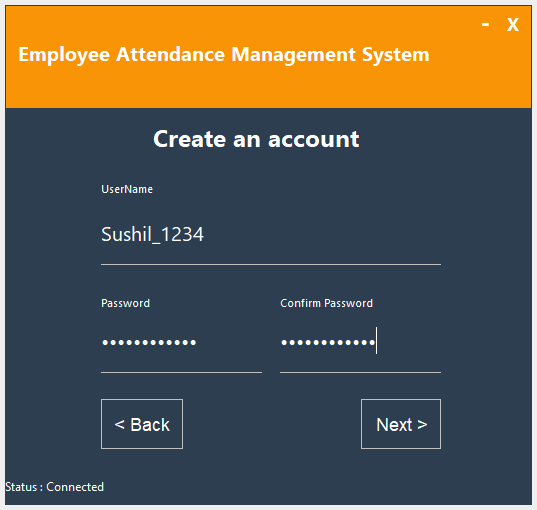 - X
Employee Attendance Management System
Create an account
UserName
Sushil_1234
Password Confirm Password
•••••••••••• ••••••••••••
< Back Next >
Status : Connected